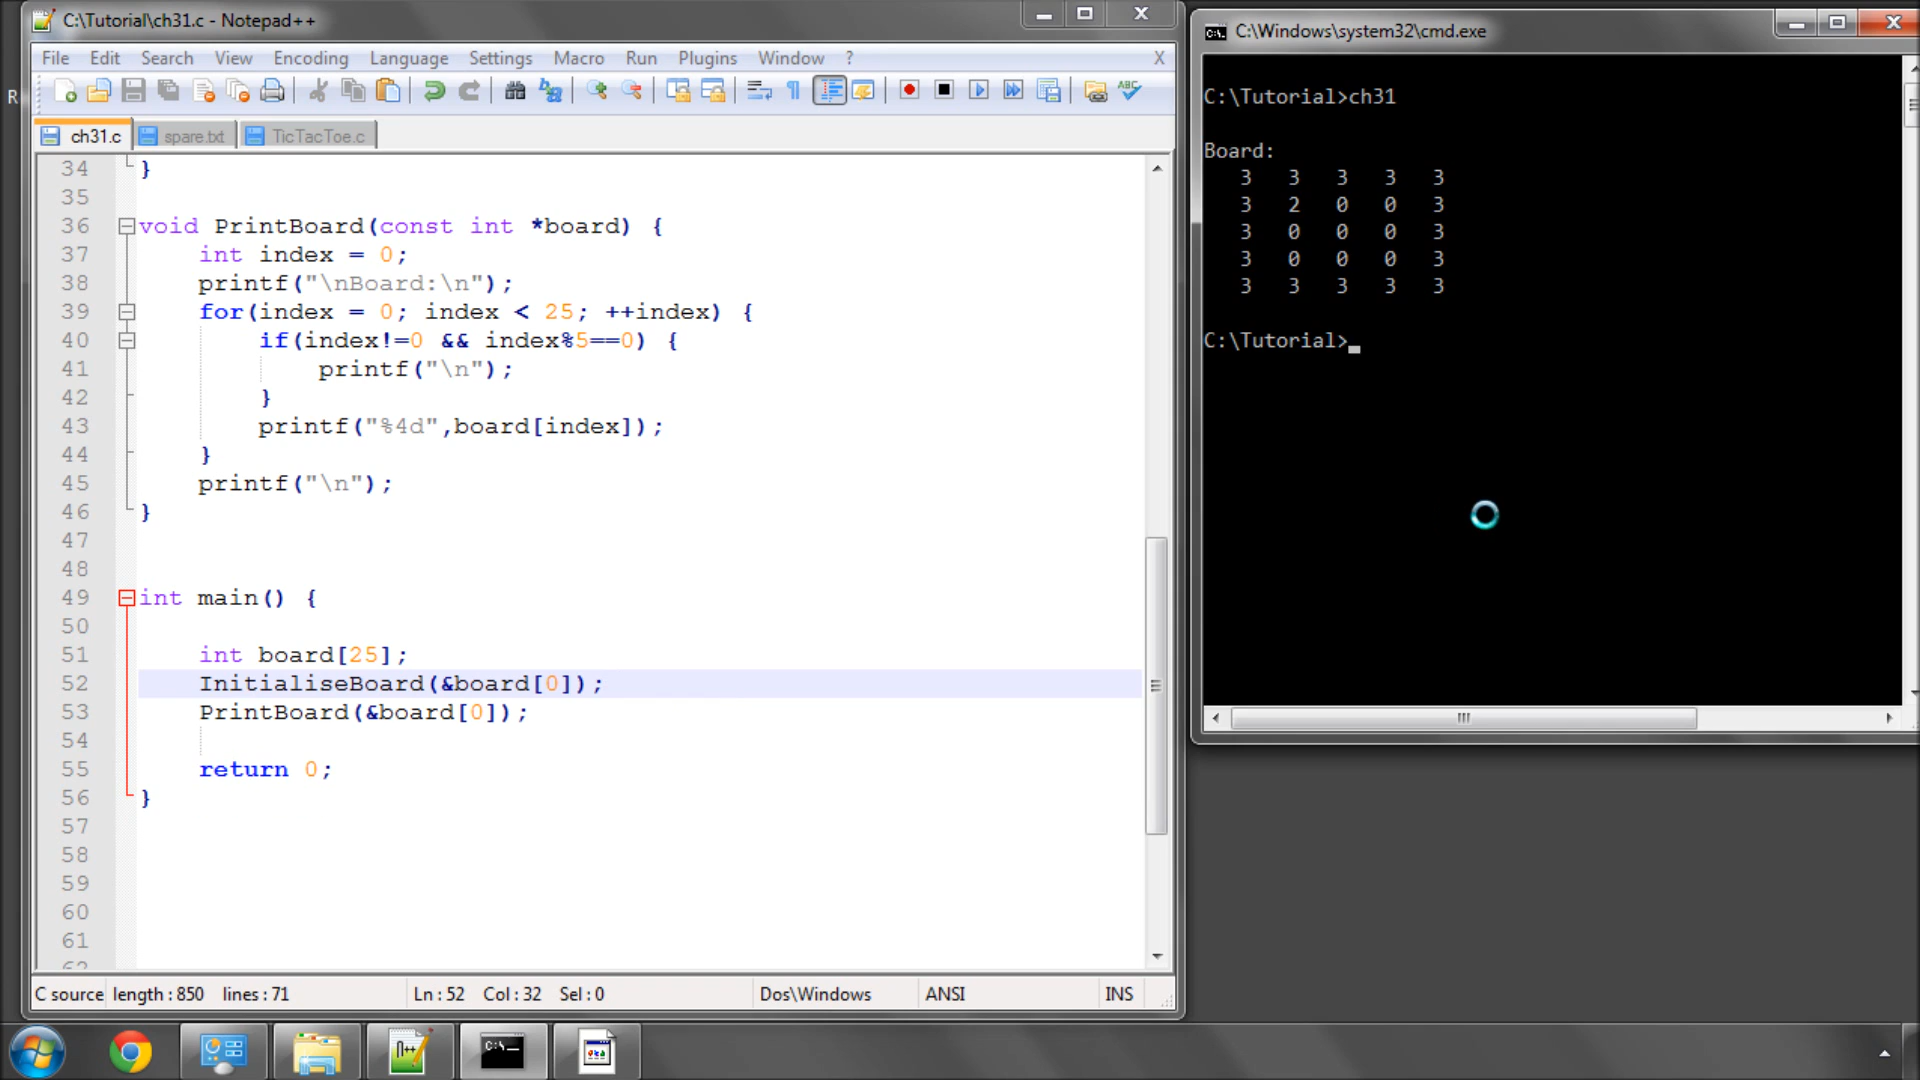 C:\Tutorial\ch31.c - Notepad++
File Edit Search View Encoding Language Settings Macro Run Plugins Window ? X
R
ABC
ch31.c spare.txt TicTacToe.c
34 }
35
36 void PrintBoard(const int *board) {
37 int index = 0;
38 printf("\nBoard:\n");
39 for(index = 0; index < 25; ++index) {
40 if(index!=0 && index%5==0) {
41 printf("\n");
42 }
43 printf("%4d",board[index]);
44 }
45 printf("\n");
46 }
47
48
49 int main() {
50
51 int board[25];
52 InitialiseBoard(&board[0]);
53 PrintBoard(&board[0]);
54
55 return 0;
56 }
57
58
59
60
61
62
C source length : 850 lines : 71 Ln : 52 Col : 32 Sel : 0 Dos\Windows ANSI INS
C:\Windows\system32\cmd.exe
C:\Tutorial>ch31
Board:
3 3 3 3 3
3 2 0 0 3
3 0 0 0 3
3 0 0 0 3
3 3 3 3 3
C:\Tutorial>_